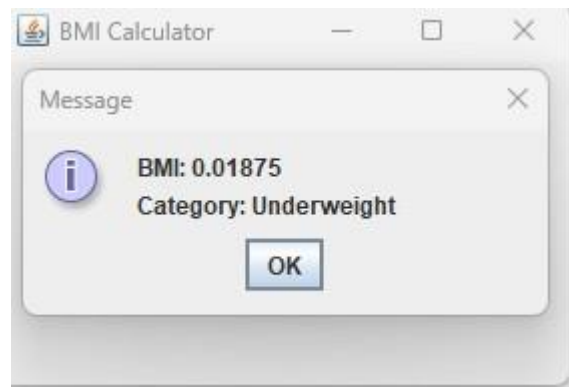 BMI Calculator
Message
BMI: 0.01875
Category: Underweight
OK